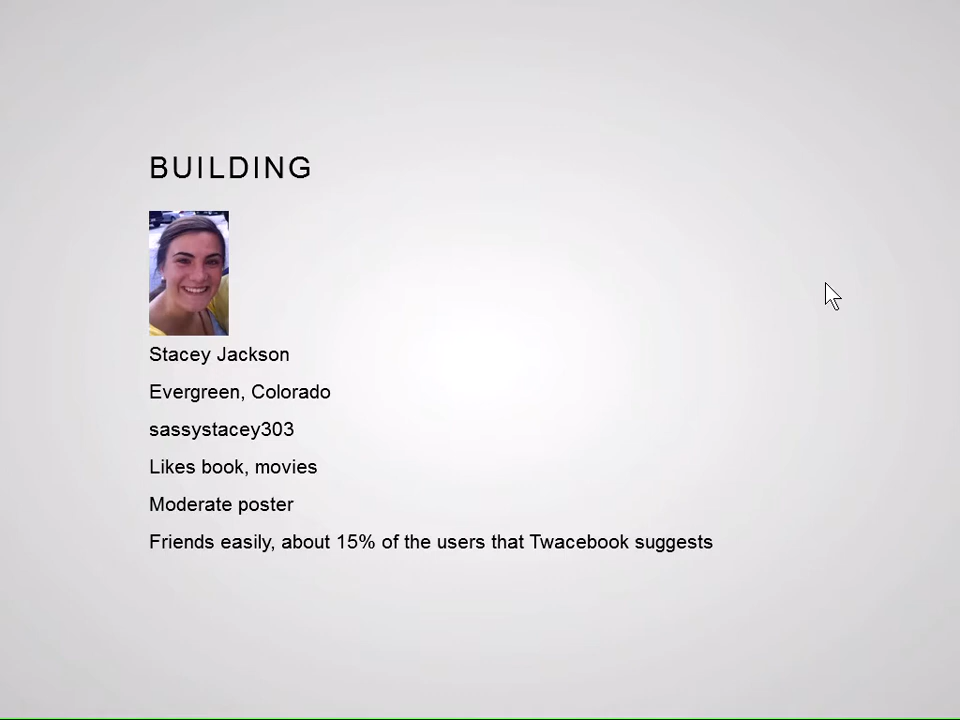 BUILDING
Stacey Jackson
Evergreen, Colorado
sassystacey303
Likes book, movies
Moderate poster
Friends easily, about 15% of the users that Twacebook suggests